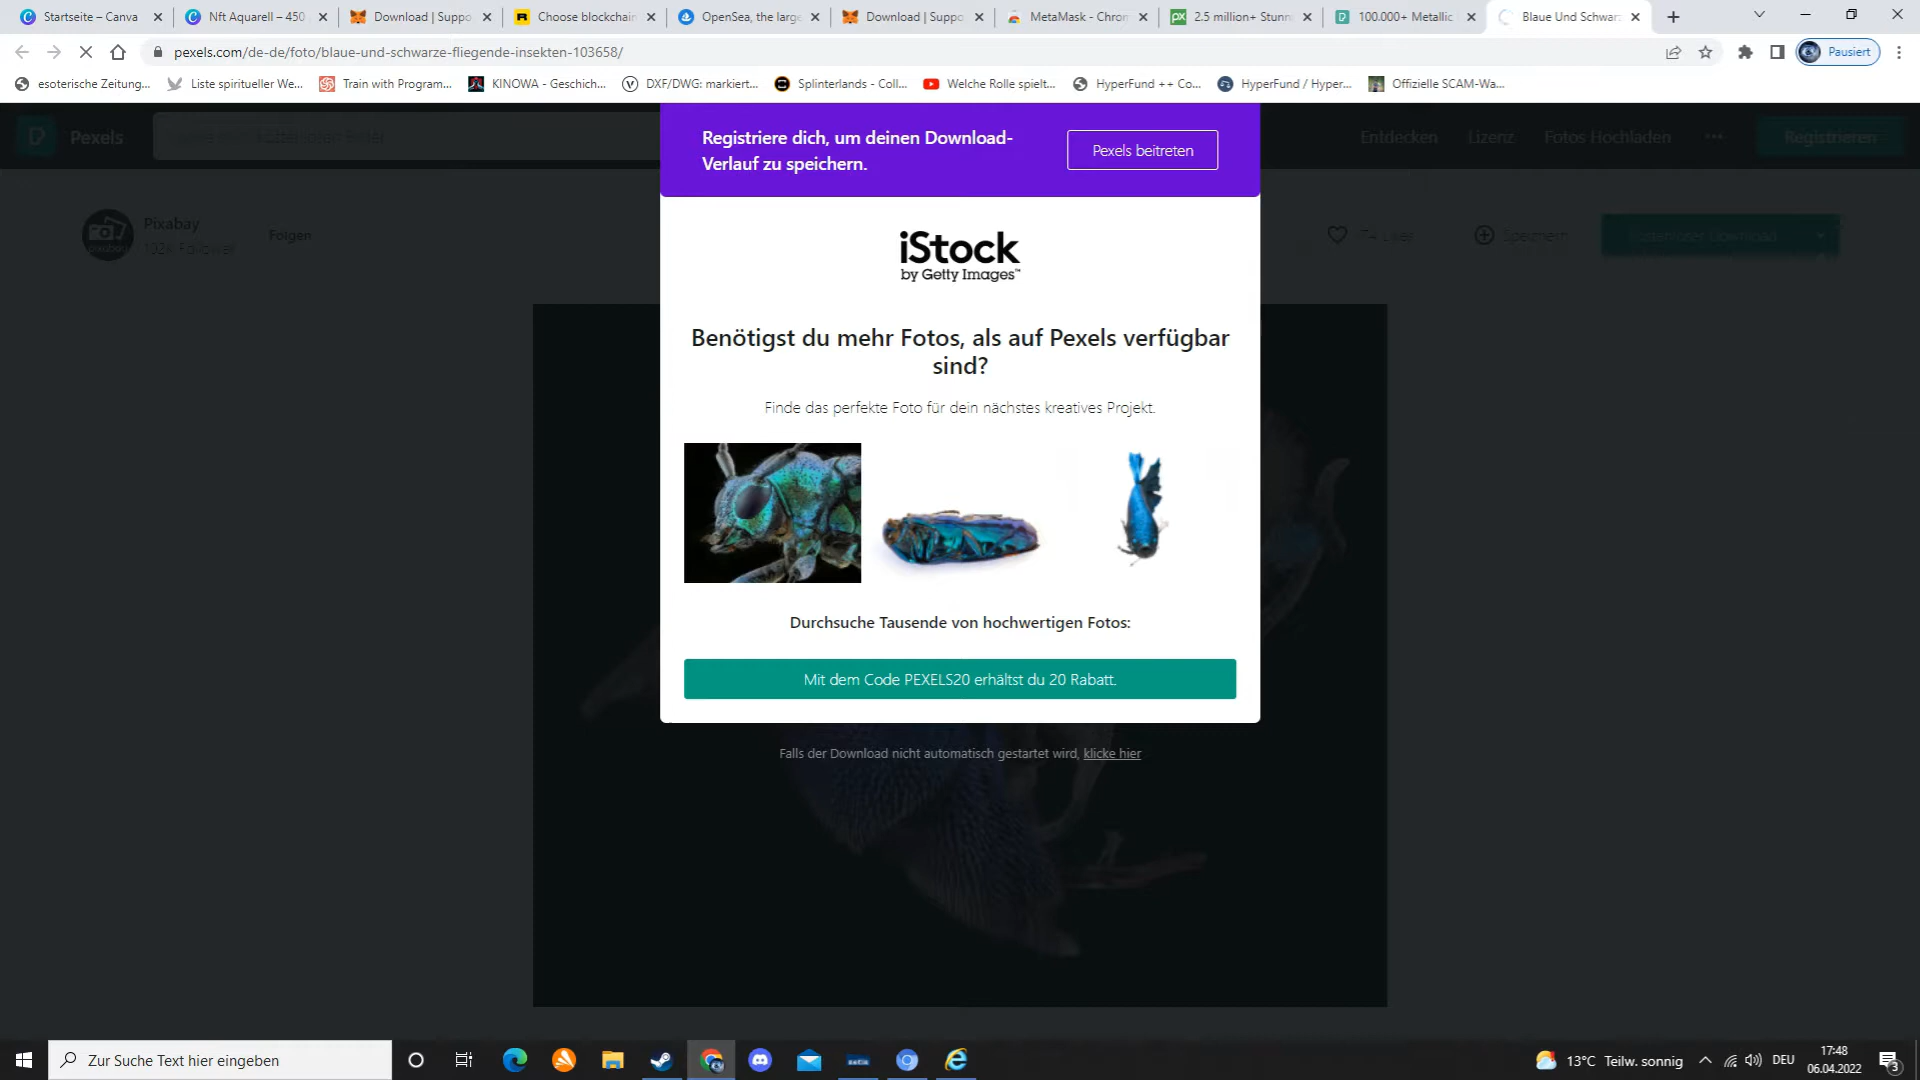 Startseite – Canva
Nft Aquarell – 450
Download | Suppo
Choose blockchain
OpenSea, the large
Download | Suppo
MetaMask - Chrom
2.5 million+ Stunn
100.000+ Metallic
Blaue Und Schwarz
pexels.com/de-de/foto/blaue-und-schwarze-fliegende-insekten-103658/
Pausiert
esoterische Zeitung...
Liste spiritueller We...
Train with Program...
KINOWA - Geschich...
DXF/DWG: markiert...
Splinterlands - Coll...
Welche Rolle spielt...
HyperFund ++ Co...
HyperFund / Hyper...
Offizielle SCAM-Wa...
Pexels
Entdecken
Lizenz
Fotos Hochladen
Registrieren
Registriere dich, um deinen Download-
Verlauf zu speichern.
Pexels beitreten
Pixabay
Folgen
Speichern
Kostenloser Download
iStock
by Getty Images™
Benötigst du mehr Fotos, als auf Pexels verfügbar
sind?
Finde das perfekte Foto für dein nächstes kreatives Projekt.
Durchsuche Tausende von hochwertigen Fotos:
Mit dem Code PEXELS20 erhältst du 20 Rabatt.
Falls der Download nicht automatisch gestartet wird, klicke hier
Zur Suche Text hier eingeben
13°C Teilw. sonnig
DEU
17:48
06.04.2022
3